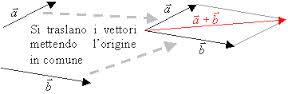 a⃗
Si traslano i vettori
mettendo l'origine
in comune
b⃗
a⃗
a⃗ + b⃗
b⃗